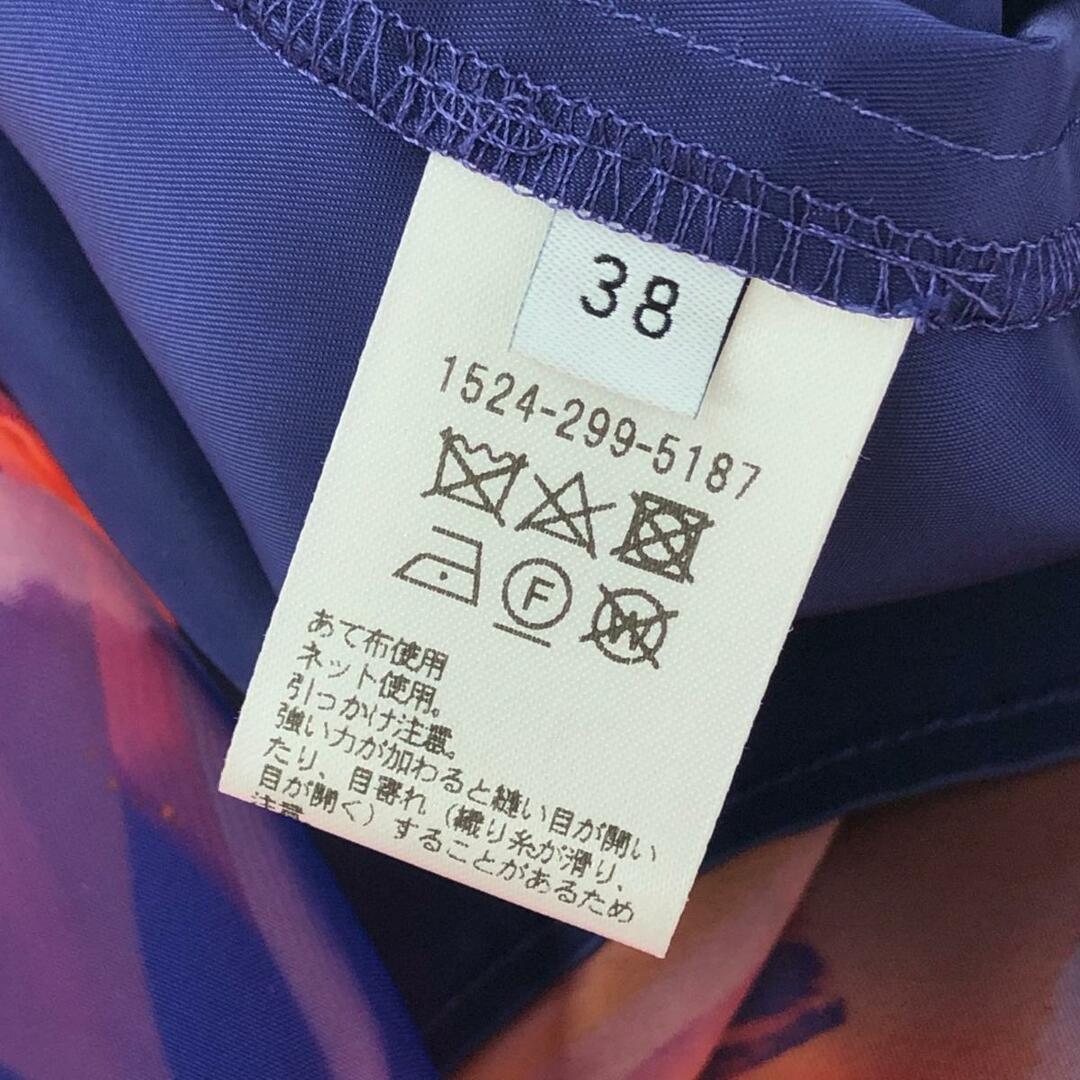 38
1524-299-5187
F
W
あて布使用
ネット使用。
引っかけ注意。
強い力が加わると縫い目が開い
たり、目寄れ（織り糸が滑り、
目が開く）することがあるため
注意